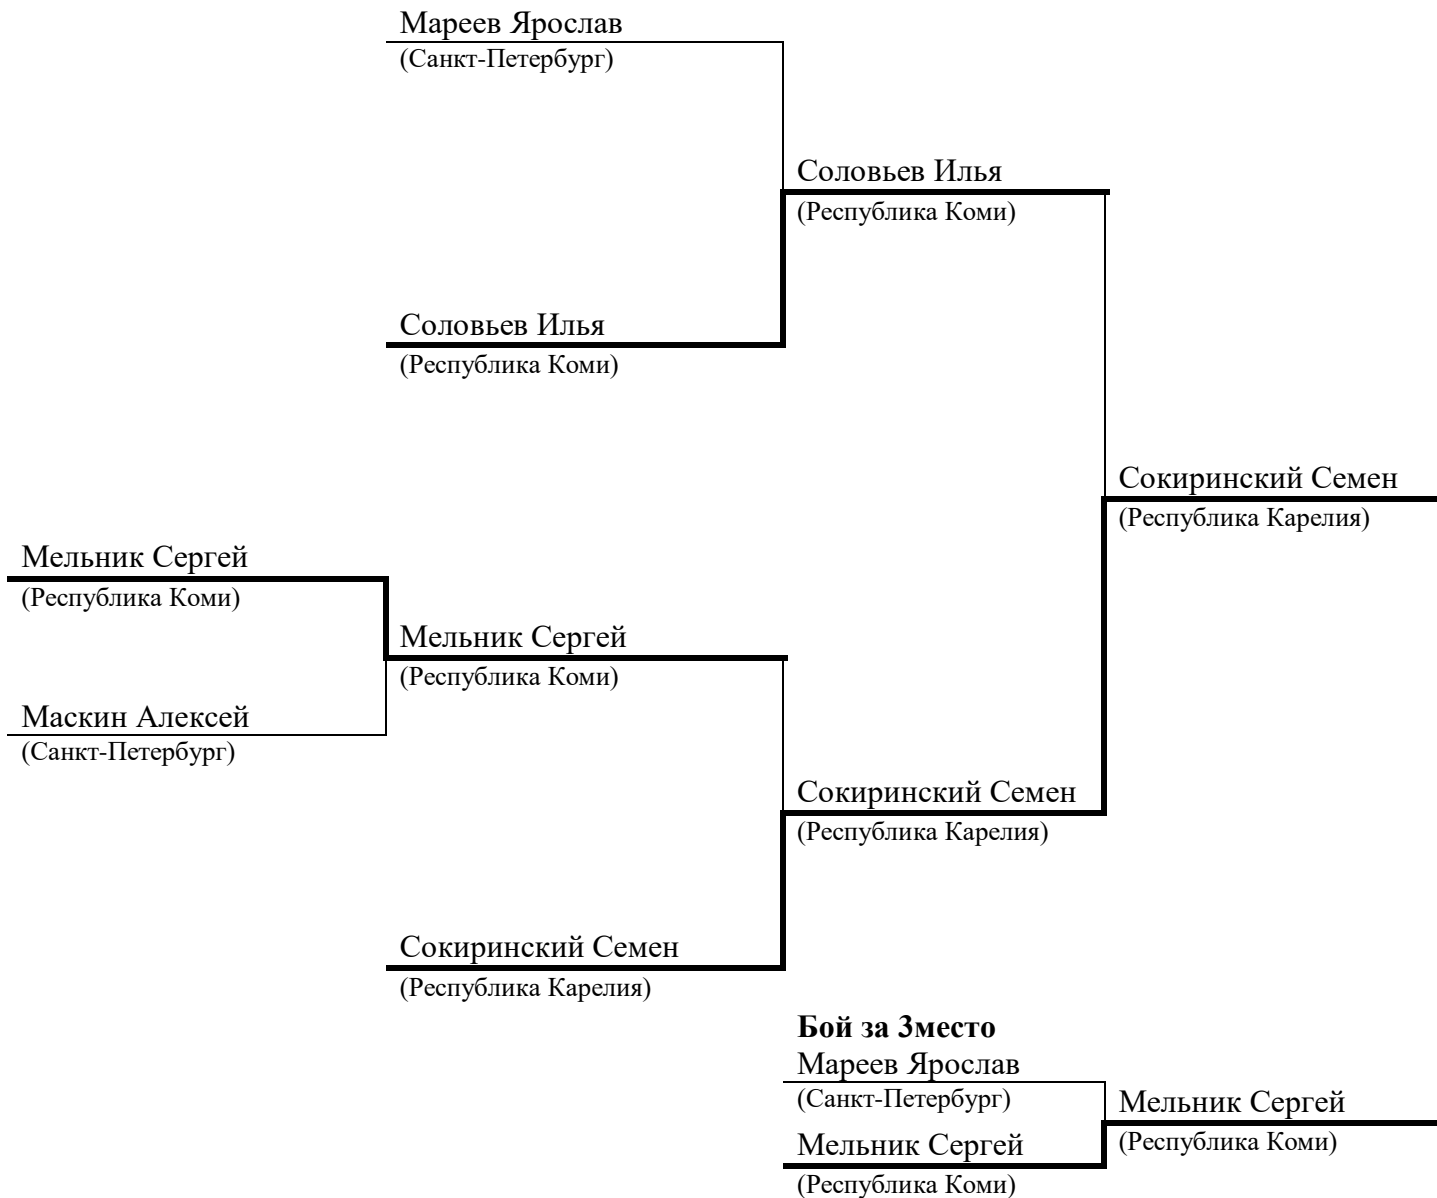 Мареев Ярослав
(Санкт-Петербург)
Соловьев Илья
(Республика Коми)
Соловьев Илья
(Республика Коми)
Сокиринский Семен
(Республика Карелия)
Мельник Сергей
(Республика Коми)
Мельник Сергей
(Республика Коми)
Маскин Алексей
(Санкт-Петербург)
Сокиринский Семен
(Республика Карелия)
Сокиринский Семен
(Республика Карелия)
Бой за 3место
Мареев Ярослав
(Санкт-Петербург)
Мельник Сергей
(Республика Коми)
Мельник Сергей
(Республика Коми)